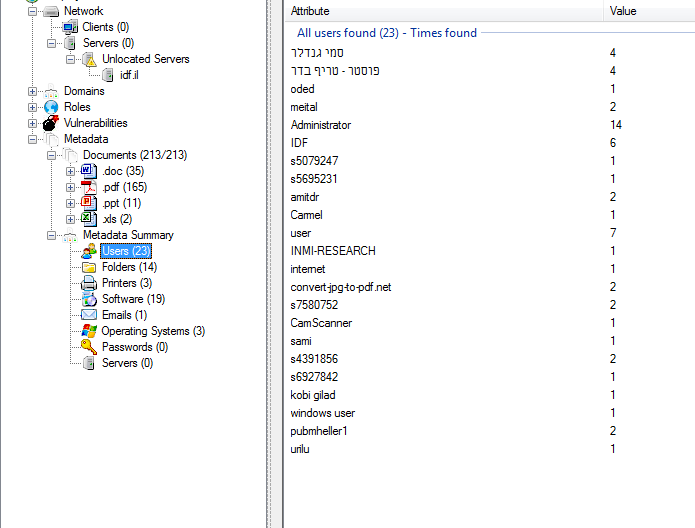 Network
Clients (0)
Servers (0)
Unlocated Servers
idf.il
Domains
Roles
Vulnerabilities
Metadata
Documents (213/213)
.doc (35)
.pdf (165)
.ppt (11)
.xls (2)
Metadata Summary
Users (23)
Folders (14)
Printers (3)
Software (19)
Emails (1)
Operating Systems (3)
Passwords (0)
Servers (0)
Attribute Value
All users found (23) - Times found
סמי גנדלר 4
פוסטר - טריף בדר 4
oded 1
meital 2
Administrator 14
IDF 6
s5079247 1
s5695231 1
amitdr 2
Carmel 1
user 7
INMI-RESEARCH 1
internet 1
convert-jpg-to-pdf.net 2
s7580752 2
CamScanner 1
sami 1
s4391856 2
s6927842 1
kobi gilad 1
windows user 1
pubmheller1 2
urilu 1